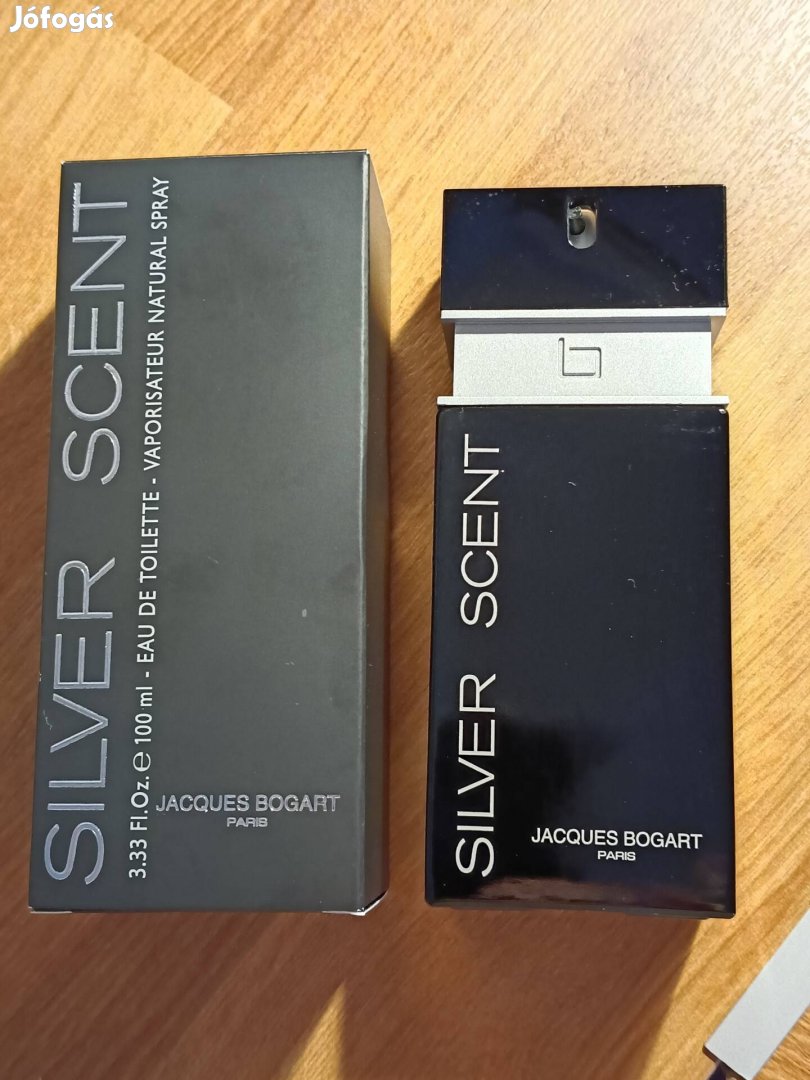 Jófogás
SILVER SCENT
3.33 Fl.Oz. ℮ 100 ml - EAU DE TOILETTE - VAPORISATEUR NATURAL SPRAY
JACQUES BOGART
PARIS
SILVER SCENT
JACQUES BOGART
PARIS